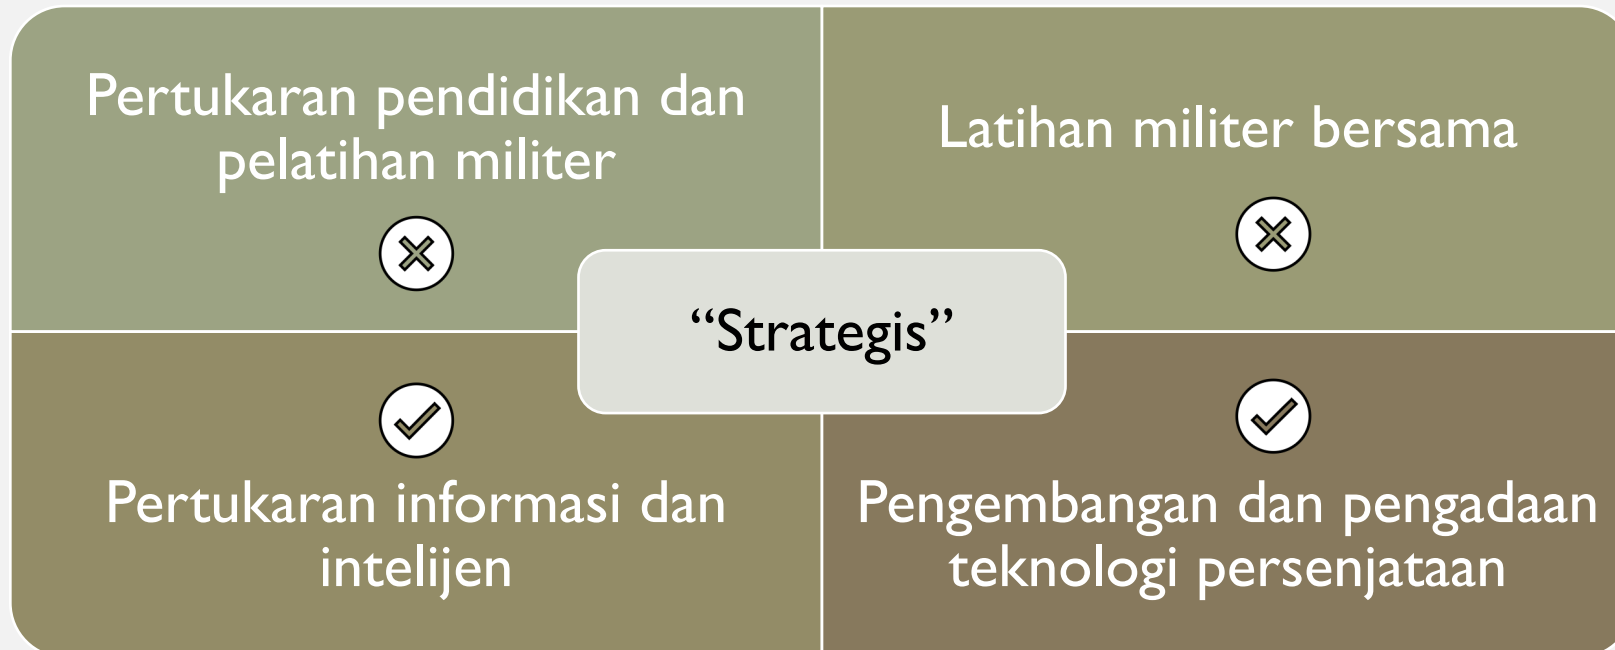 Pertukaran pendidikan dan
pelatihan militer
Latihan militer bersama
“Strategis”
Pertukaran informasi dan
intelijen
Pengembangan dan pengadaan
teknologi persenjataan